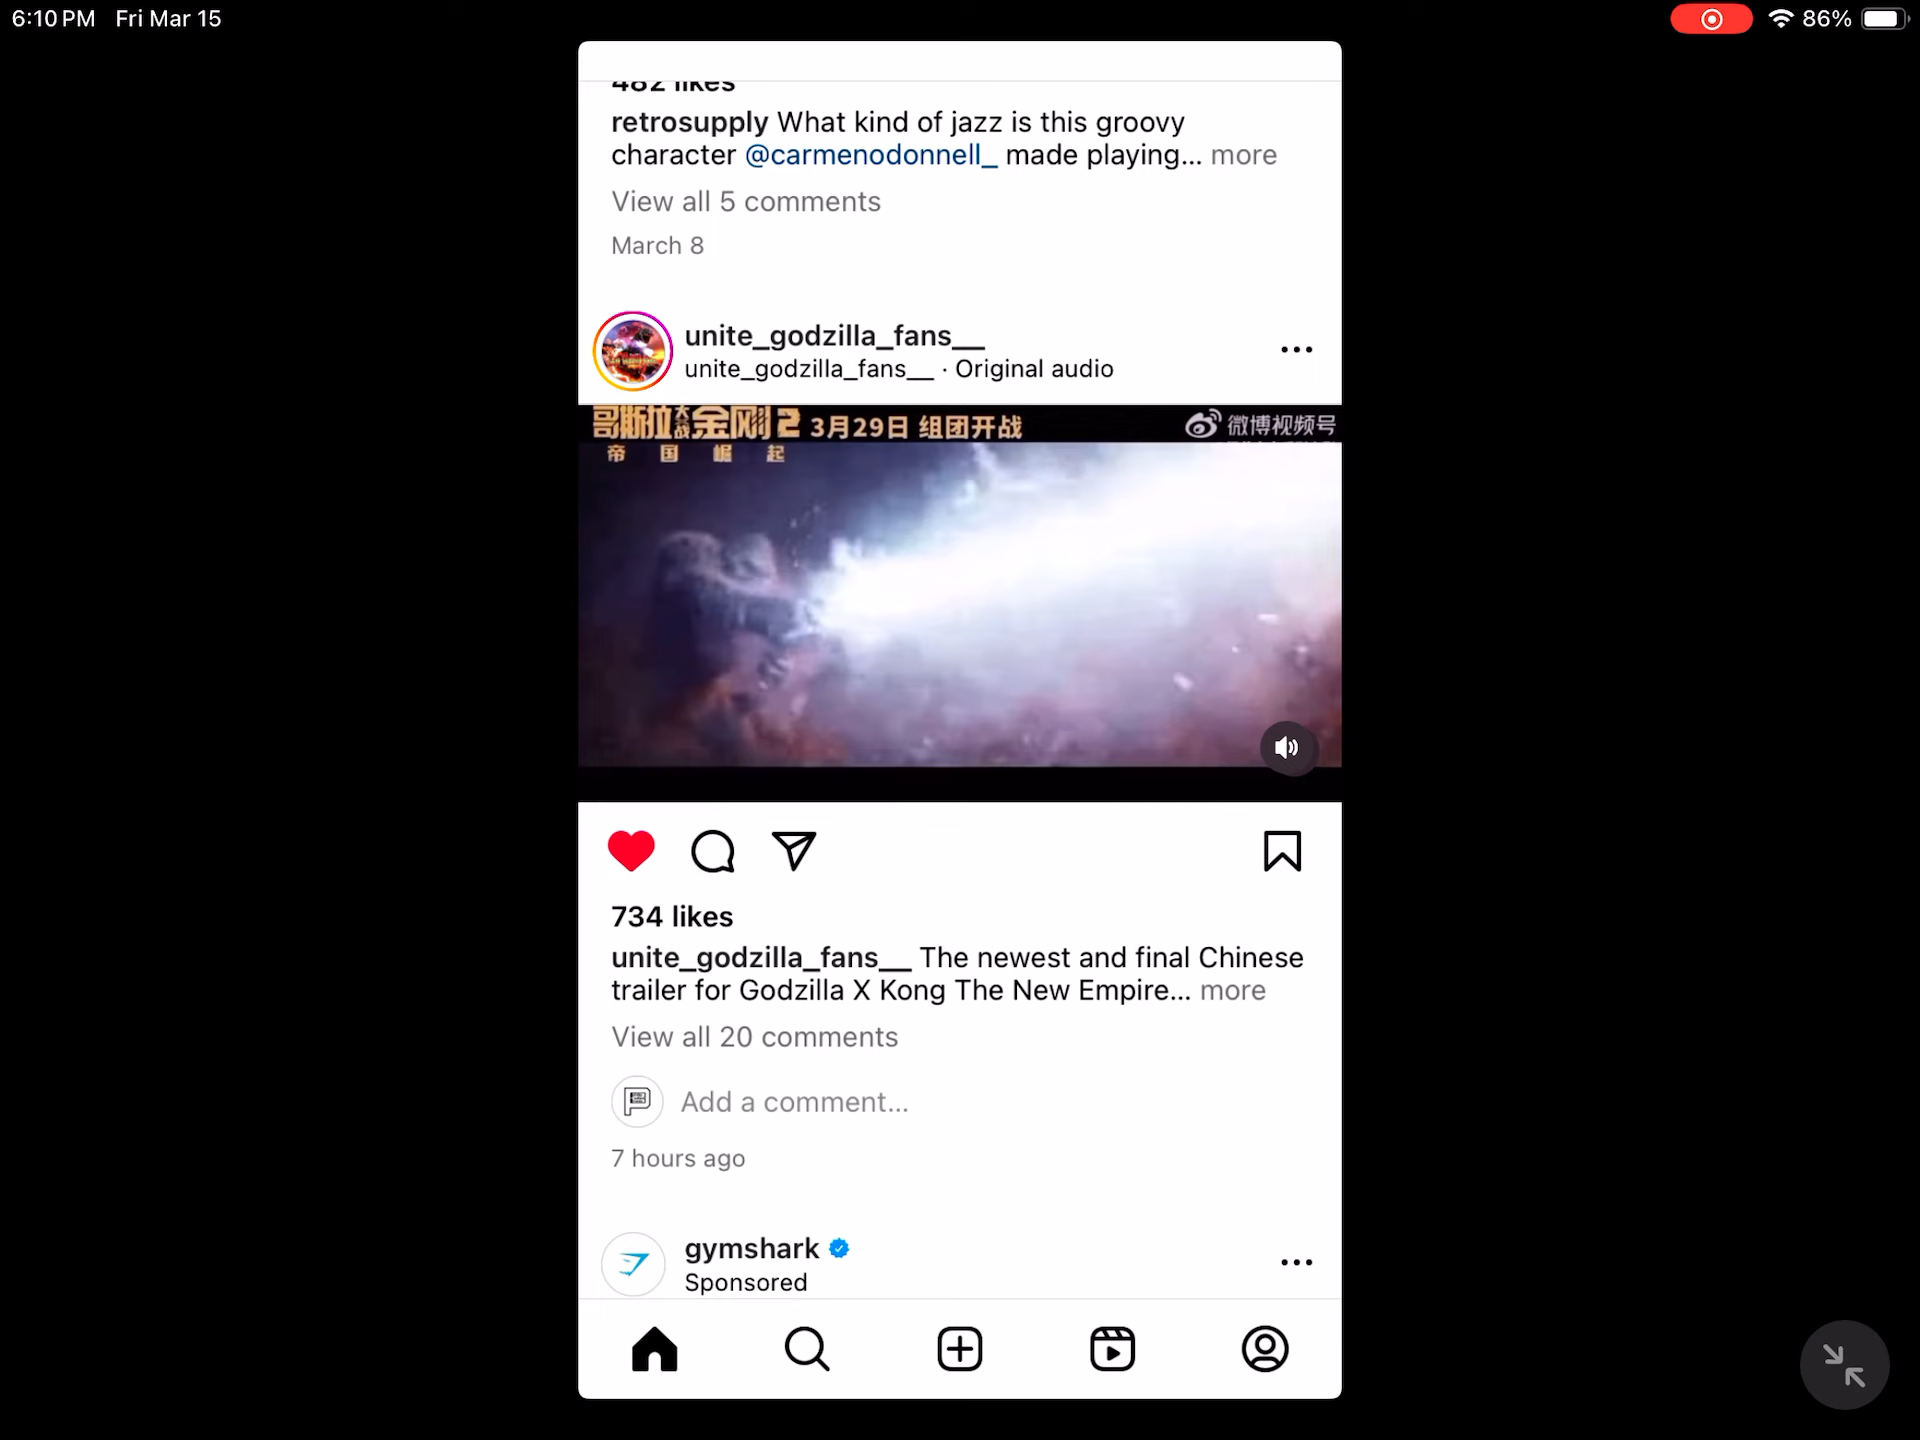 6:10 PM Fri Mar 15
86%
482 likes
retrosupply What kind of jazz is this groovy
character @carmenodonnell_ made playing... more
View all 5 comments
March 8
unite_godzilla_fans__
unite_godzilla_fans__ · Original audio
哥斯拉大战金刚2 3月29日 组团开战
微博视频号
帝国崛起
734 likes
unite_godzilla_fans__ The newest and final Chinese
trailer for Godzilla X Kong The New Empire... more
View all 20 comments
Add a comment...
7 hours ago
gymshark
Sponsored